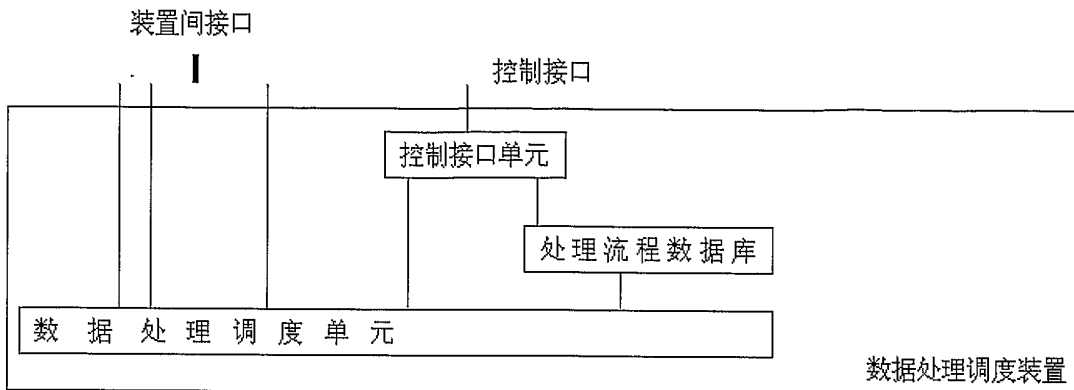 装置间接口
控制接口
控制接口单元
处理流程数据库
数据处理调度单元
数据处理调度装置